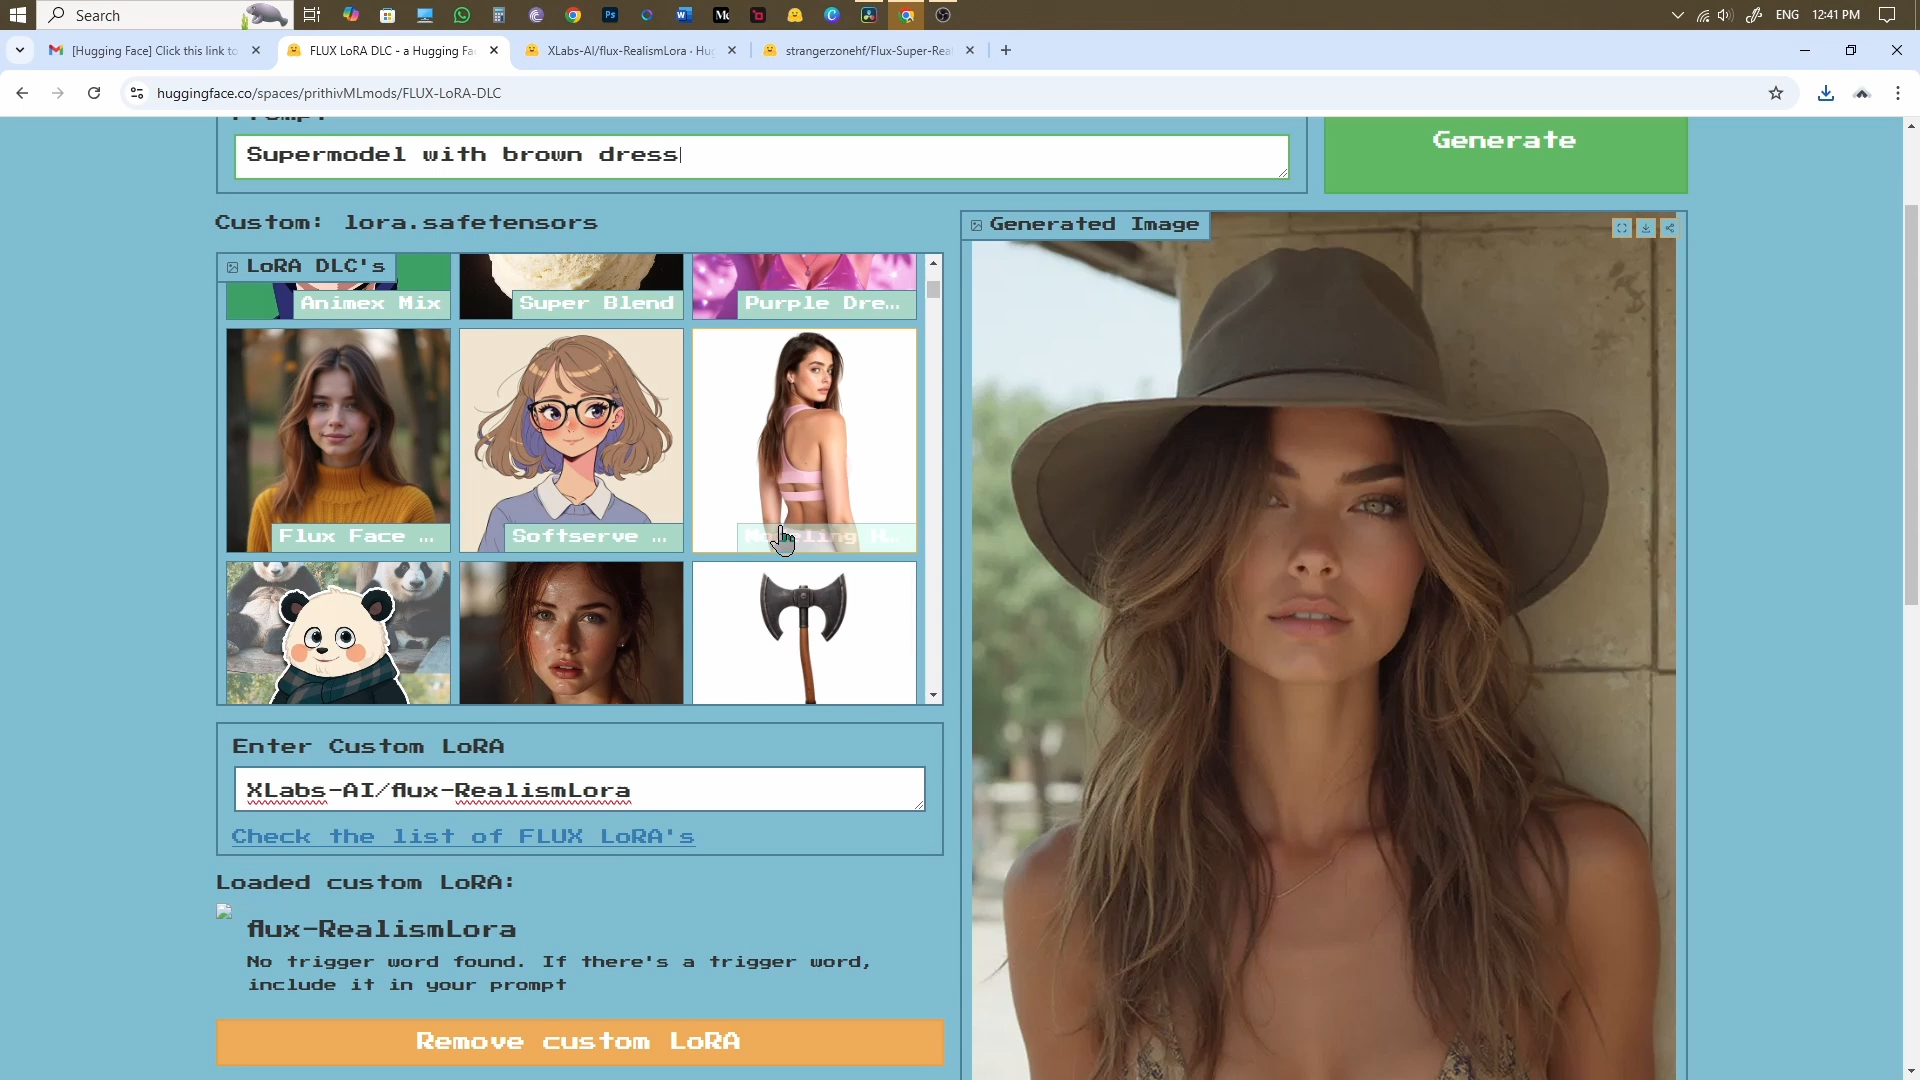 Search
ENG
12:41 PM
[Hugging Face] Click this link to
FLUX LoRA DLC - a Hugging Fa
XLabs-AI/flux-RealismLora · Hug
strangerzonehf/Flux-Super-Real
huggingface.co/spaces/prithivMLmods/FLUX-LoRA-DLC
Supermodel with brown dress
Generate
Custom: lora.safetensors
Generated Image
LoRA DLC's
Animex Mix
Super Blend
Purple Dre...
Flux Face ...
Softserve ...
Enter Custom LoRA
XLabs-AI/flux-RealismLora
Check the list of FLUX LoRA's
Loaded custom LoRA:
flux-RealismLora
No trigger word found. If there's a trigger word,
include it in your prompt
Remove custom LoRA